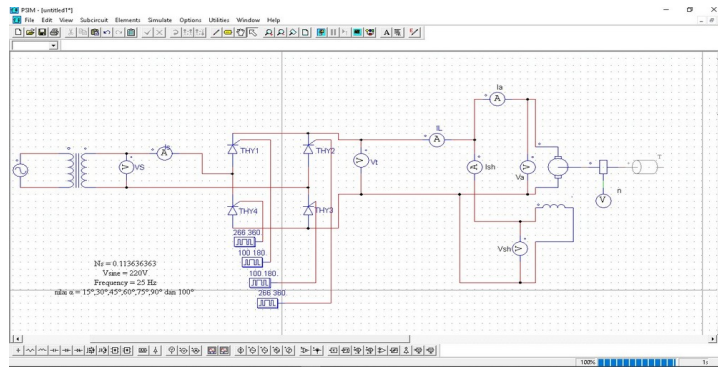 PSIM - [untitled1*]
File Edit View Subcircuit Elements Simulate Options Utilities Window Help
Ia
IL
Is
THY1
THY2
VS
Vt
Ish
Va
T
n
THY4
THY3
266 360.
Vsh
100 180.
Ns = 0.113636363
100 180.
Vsine = 220V
Frequency = 25 Hz
266 360.
nilai α = 15°,30°,45°,60°,75°,90° dan 100°
100%
1s